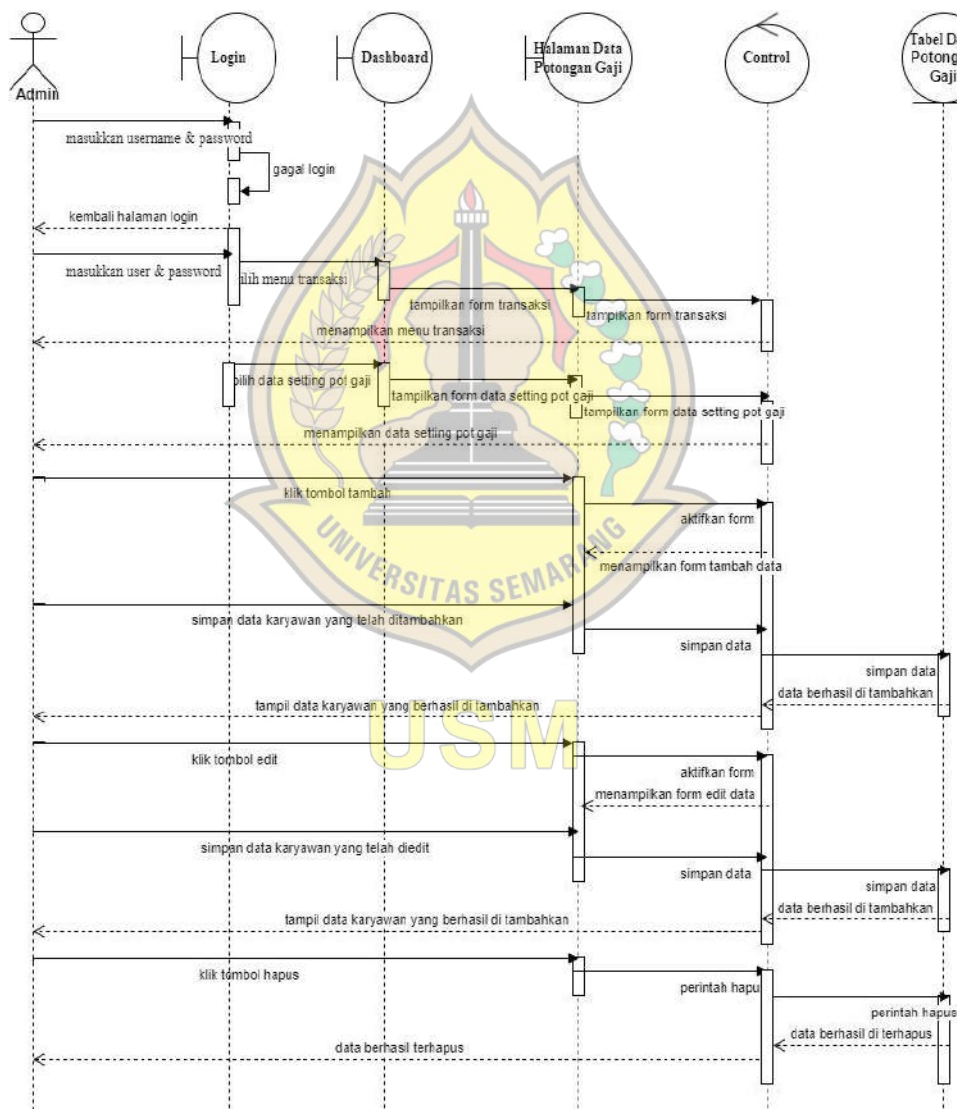 Login
Dashboard
Halaman Data
Potongan Gaji
Control
Tabel Da
Potong
Gaji
Admin
masukkan username & password
gagal login
kembali halaman login
masukkan user & password
ilih menu transaksi
tampilkan form transaksi
tampilkan form transaksi
menampilkan menu transaksi
pilih data setting pot gaji
tampilkan form data setting pot gaji
tampilkan form data setting pot gaji
menampilkan data setting pot gaji
klik tombol tambah
aktifkan form
menampilkan form tambah data
UNIVERSITAS SEMARANG
simpan data karyawan yang telah ditambahkan
simpan data
simpan data
data berhasil di tambahkan
tampil data karyawan yang berhasil di tambahkan
USM
klik tombol edit
aktifkan form
menampilkan form edit data
simpan data karyawan yang telah diedit
simpan data
simpan data
data berhasil di tambahkan
tampil data karyawan yang berhasil di tambahkan
klik tombol hapus
perintah hapu
perintah hapus
data berhasil di terhapus
data berhasil terhapus